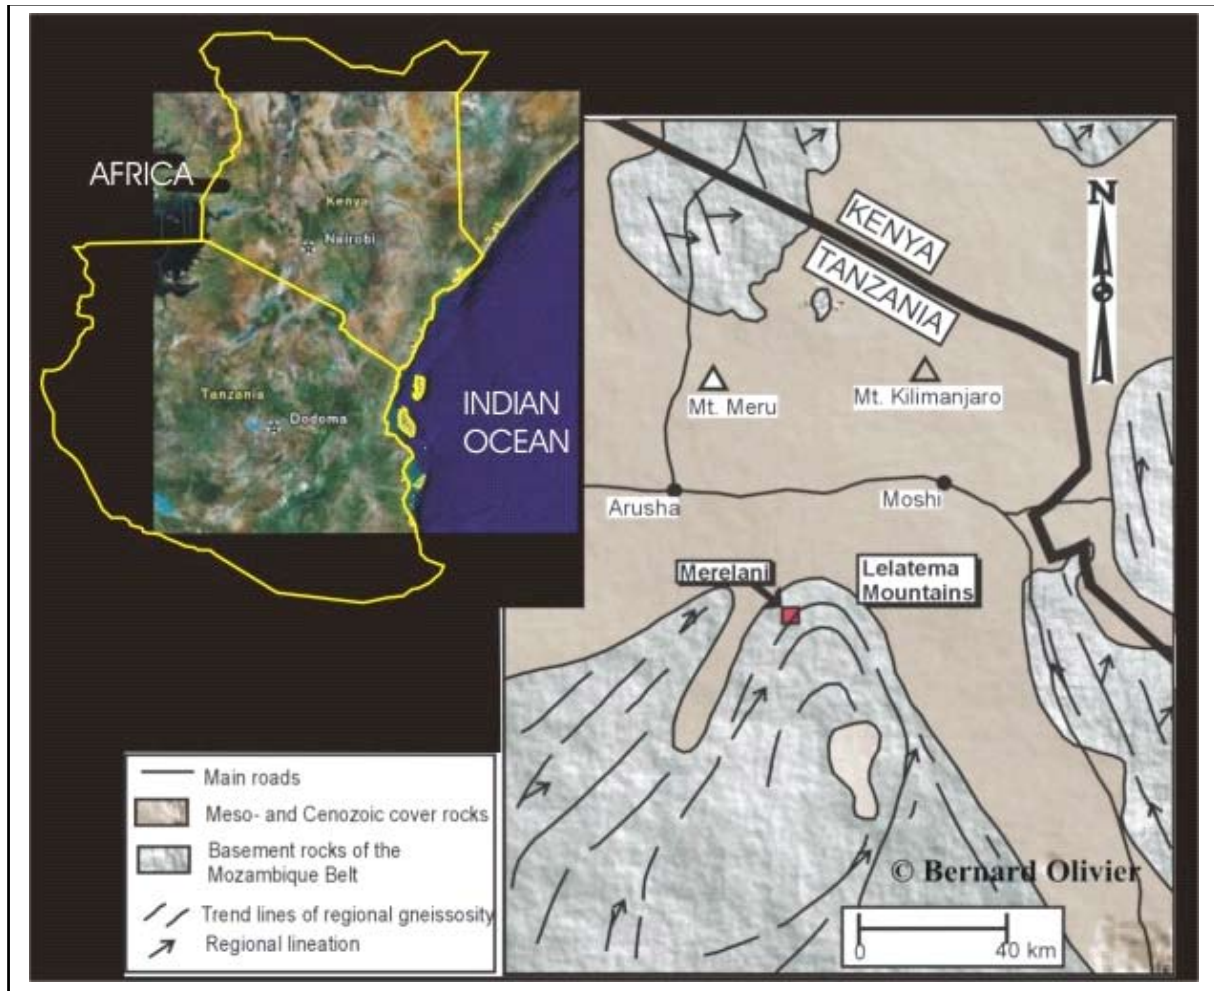 AFRICA
Kenya
Nairobi
Tanzania
Dodoma
INDIAN
OCEAN
N
KENYA
TANZANIA
Mt. Meru
Mt. Kilimanjaro
Arusha
Moshi
Merelani
Lelatema
Mountains
© Bernard Olivier
0
40 km
Main roads
Meso- and Cenozoic cover rocks
Basement rocks of the
Mozambique Belt
Trend lines of regional gneissosity
Regional lineation